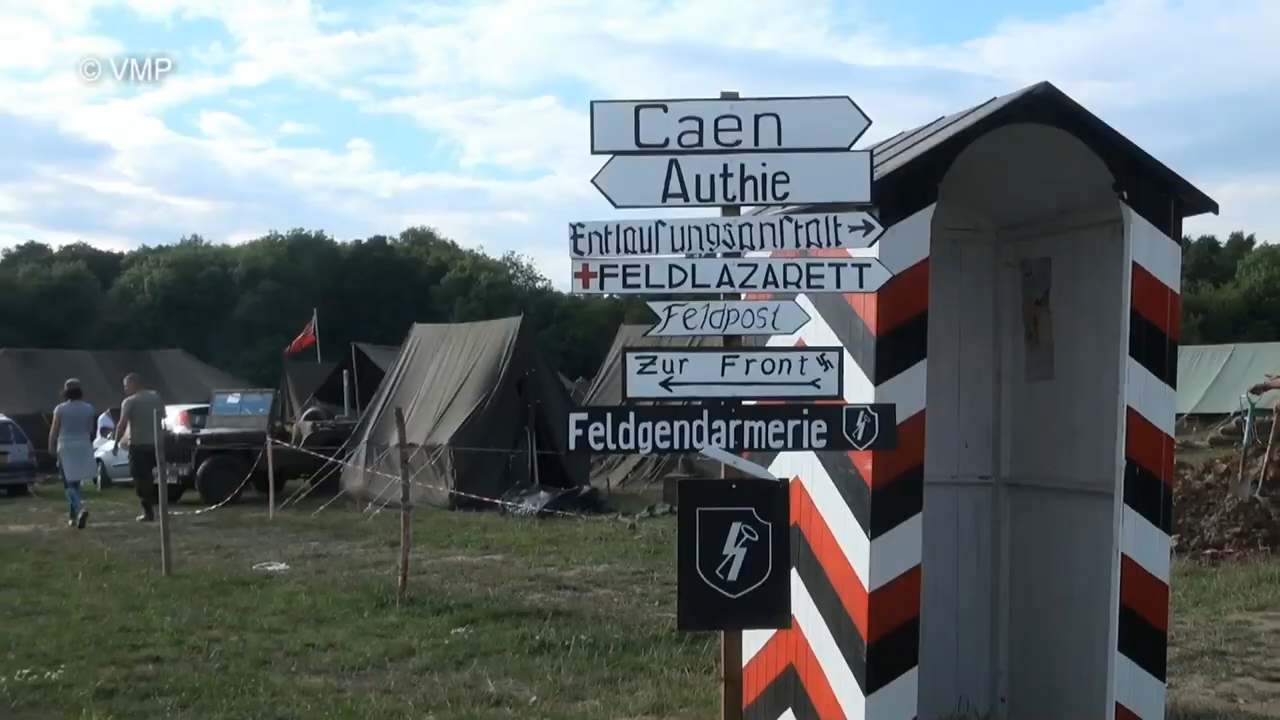 © VMP
Caen
Authie
Entlausungsanstalt
FELDLAZARETT
Feldpost
Zur Front
Feldgendarmerie